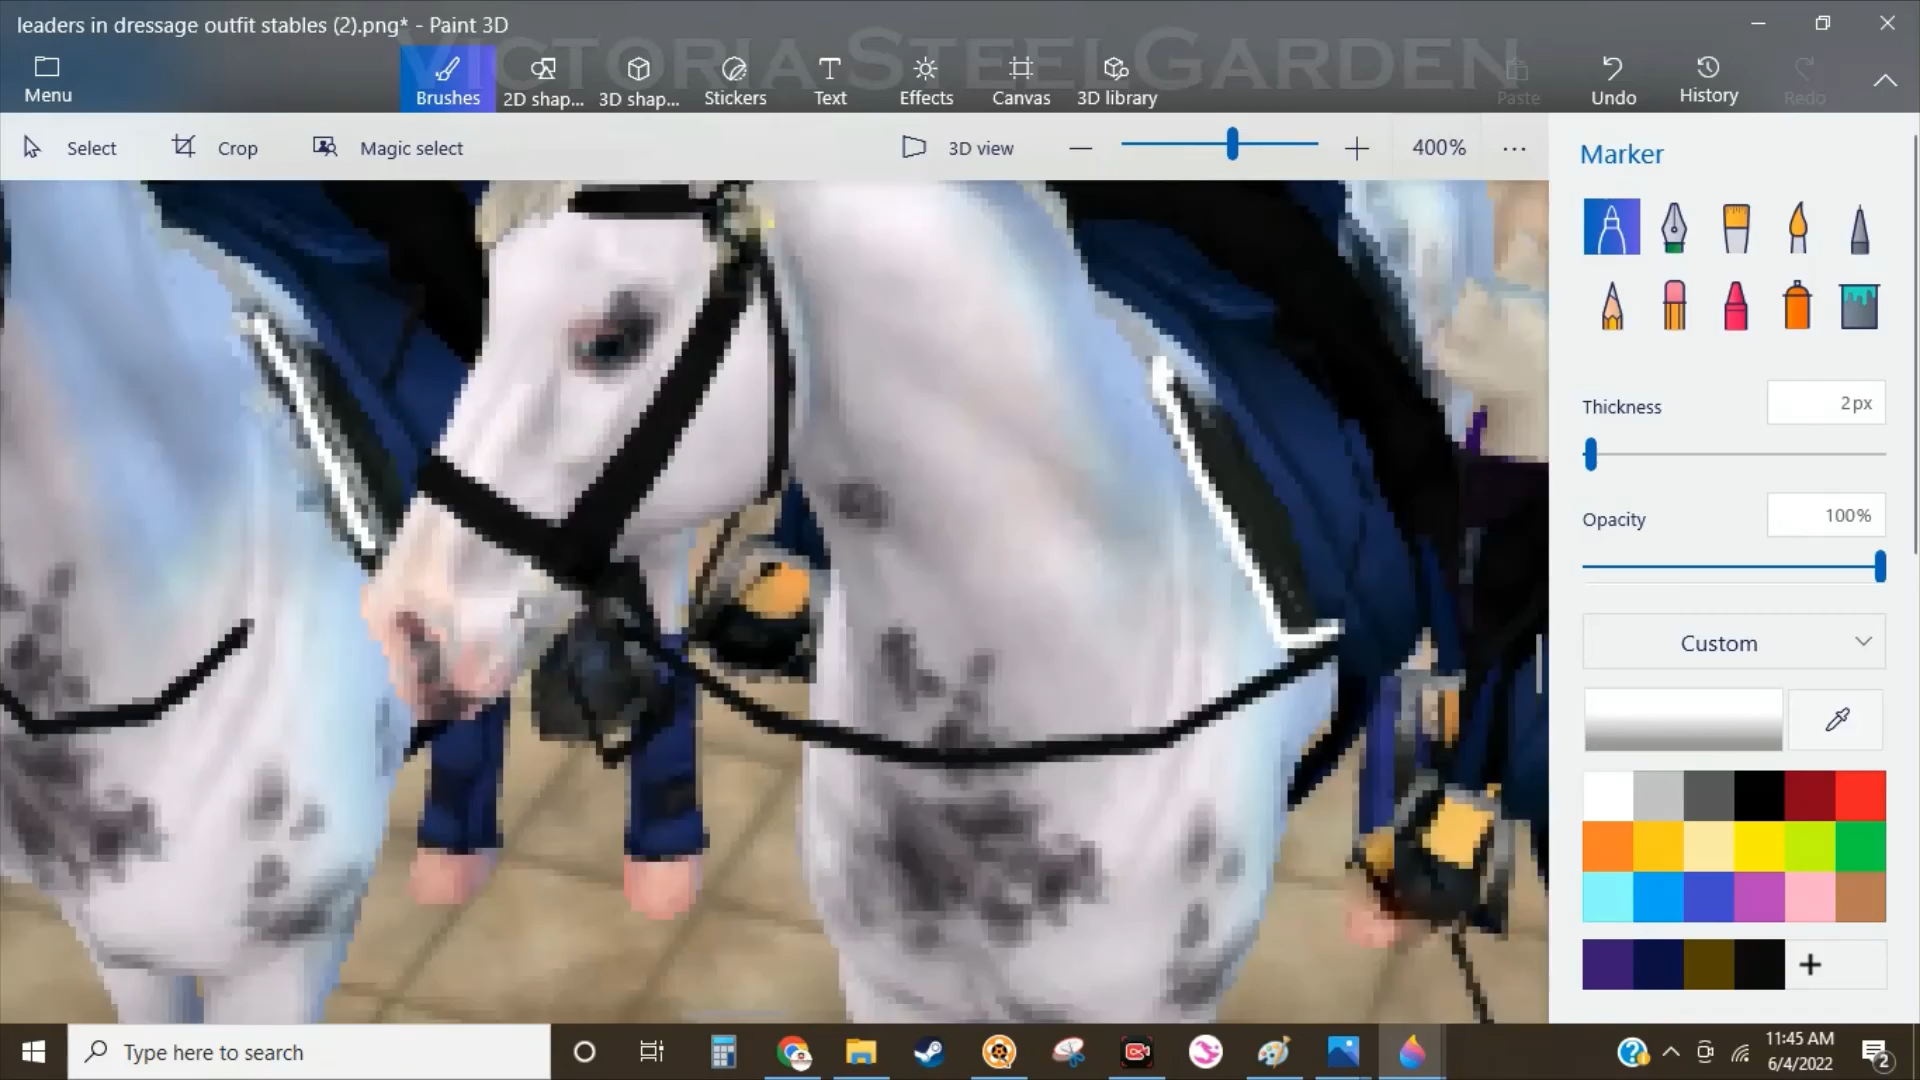 leaders in dressage outfit stables (2).png* - Paint 3D
VICTORIA STEELGARDEN
Menu
Brushes
2D shap...
3D shap...
Stickers
Text
Effects
Canvas
3D library
Paste
Undo
History
Redo
Select
Crop
Magic select
3D view
400%
Marker
Thickness
2px
Opacity
100%
Custom
Type here to search
11:45 AM
6/4/2022
2